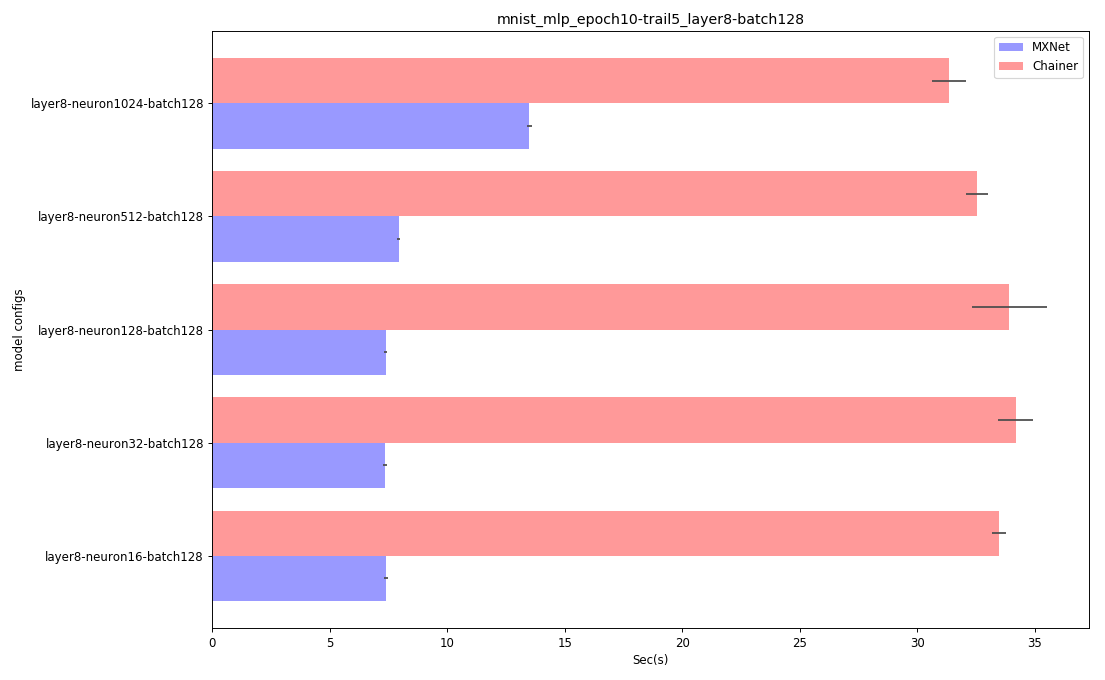 mnist_mlp_epoch10-trail5_layer8-batch128
MXNet
Chainer
layer8-neuron1024-batch128
layer8-neuron512-batch128
layer8-neuron128-batch128
layer8-neuron32-batch128
layer8-neuron16-batch128
model configs
0 5 10 15 20 25 30 35
Sec(s)